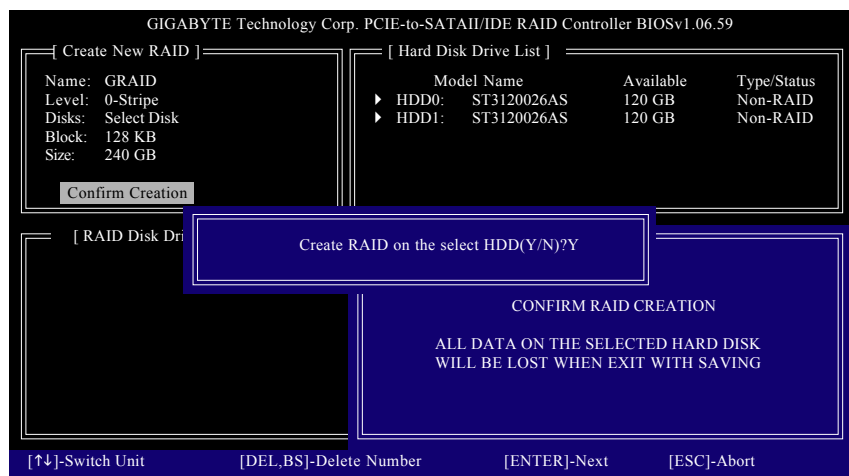 GIGABYTE Technology Corp. PCIE-to-SATAII/IDE RAID Controller BIOSv1.06.59
[ Create New RAID ]
Name: GRAID
Level: 0-Stripe
Disks: Select Disk
Block: 128 KB
Size: 240 GB
Confirm Creation
[ Hard Disk Drive List ]
Model Name Available Type/Status
HDD0: ST3120026AS 120 GB Non-RAID
HDD1: ST3120026AS 120 GB Non-RAID
[ RAID Disk Dri
Create RAID on the select HDD(Y/N)?Y
CONFIRM RAID CREATION
ALL DATA ON THE SELECTED HARD DISK
WILL BE LOST WHEN EXIT WITH SAVING
[↑↓]-Switch Unit [DEL,BS]-Delete Number [ENTER]-Next [ESC]-Abort